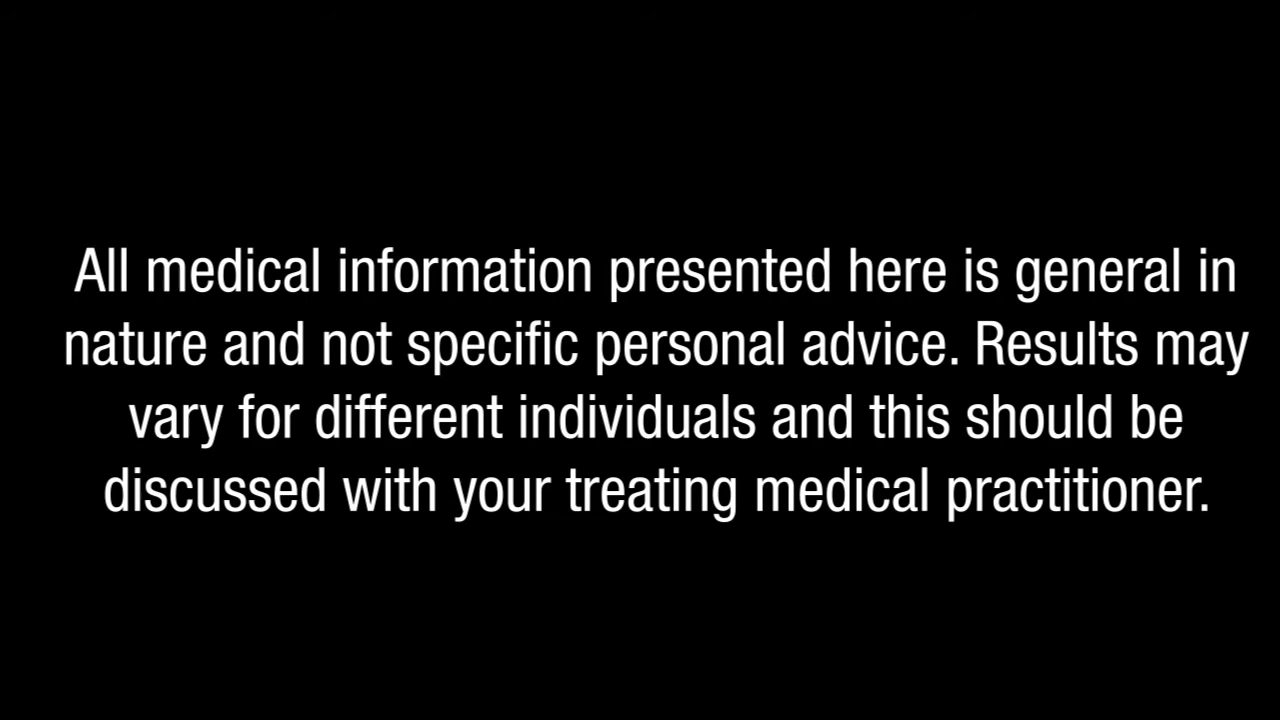 All medical information presented here is general in
nature and not specific personal advice. Results may
vary for different individuals and this should be
discussed with your treating medical practitioner.